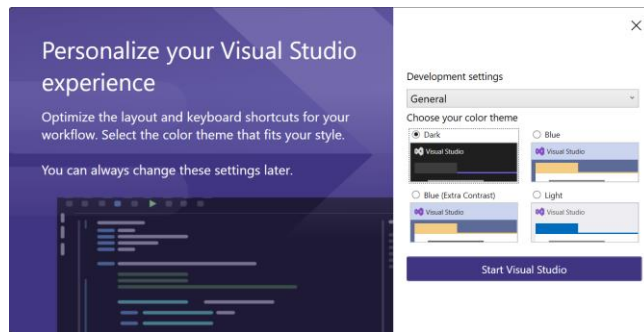 Personalize your Visual Studio
experience
Optimize the layout and keyboard shortcuts for your
workflow. Select the color theme that fits your style.
You can always change these settings later.
Development settings
General
Choose your color theme
Dark
Visual Studio
Blue
Visual Studio
Blue (Extra Contrast)
Visual Studio
Light
Visual Studio
Start Visual Studio